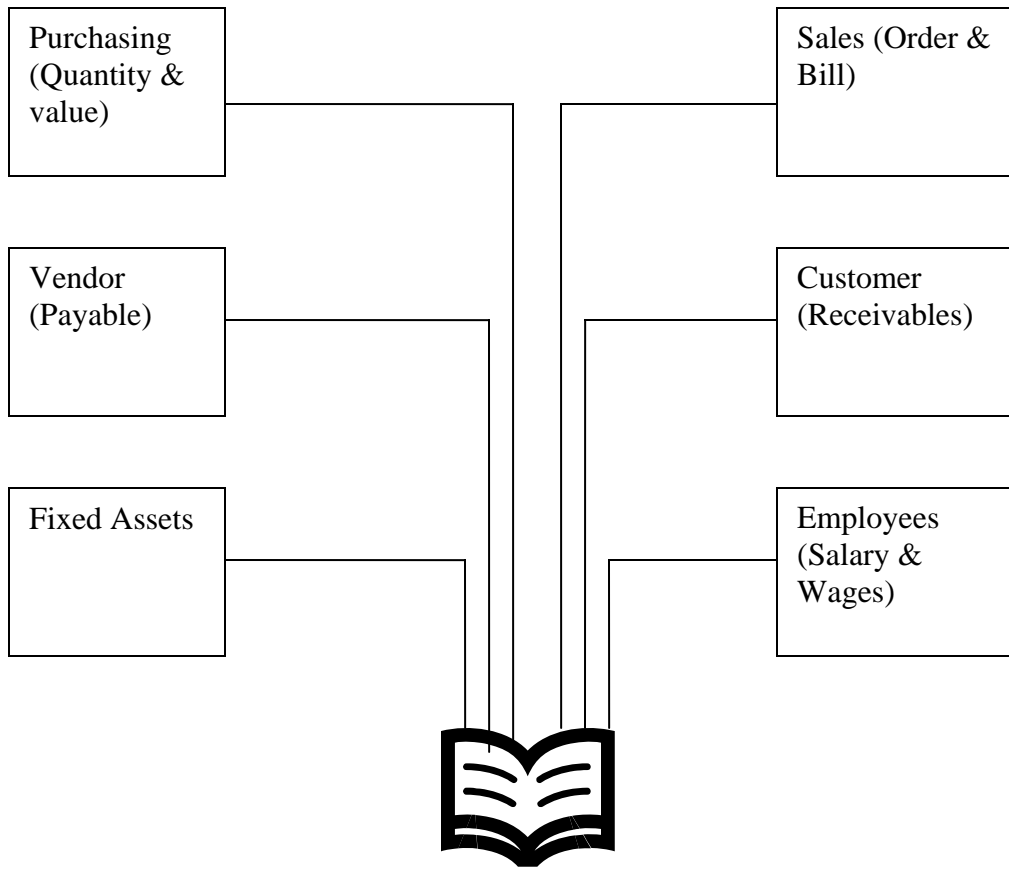 Purchasing
(Quantity &
value)
Sales (Order &
Bill)
Vendor
(Payable)
Customer
(Receivables)
Fixed Assets
Employees
(Salary &
Wages)